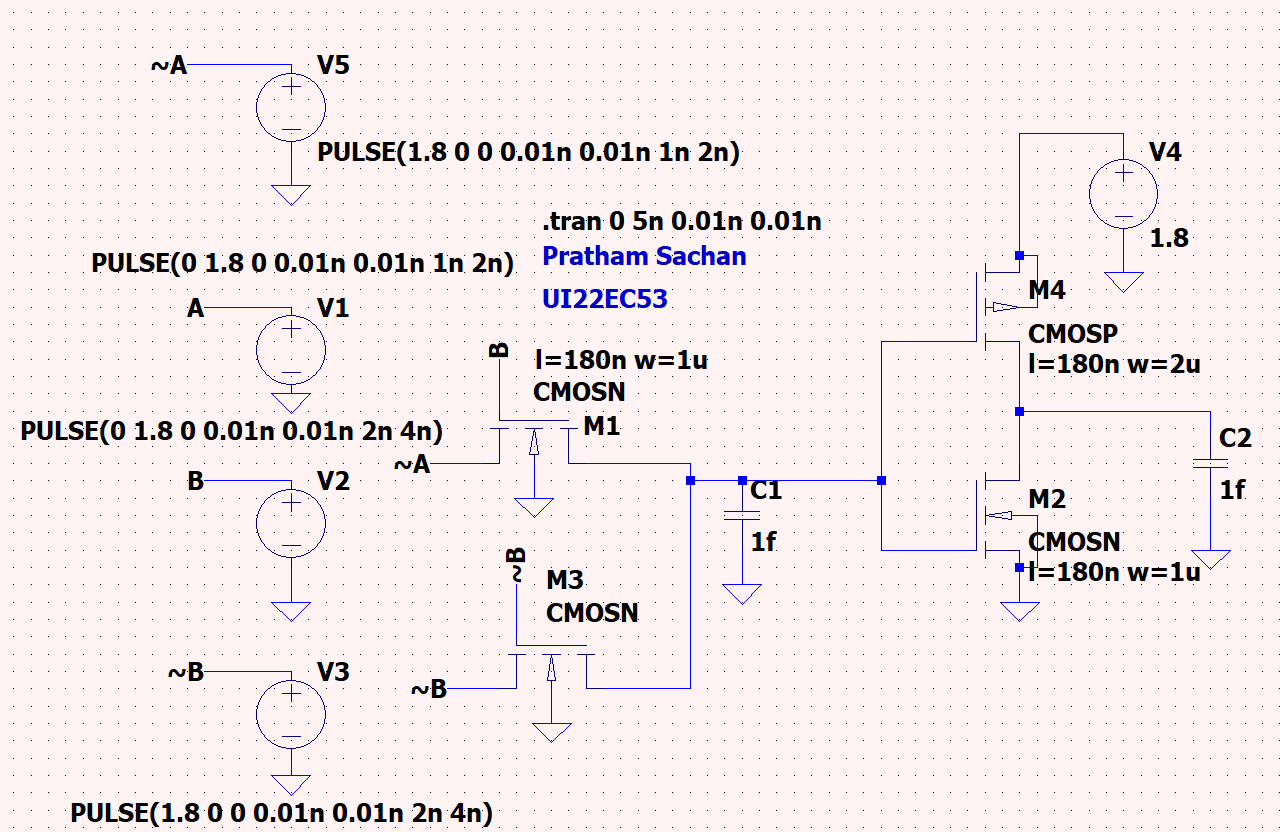 ~A
V5
PULSE(1.8 0 0 0.01n 0.01n 1n 2n)
V4
1.8
.tran 0 5n 0.01n 0.01n
Pratham Sachan
UI22EC53
PULSE(0 1.8 0 0.01n 0.01n 1n 2n)
A
V1
B
l=180n w=1u
CMOSN
M1
~A
M4
CMOSP
l=180n w=2u
PULSE(0 1.8 0 0.01n 0.01n 2n 4n)
B
V2
C1
1f
C2
1f
M2
CMOSN
l=180n w=1u
~B
M3
CMOSN
~B
~B
V3
PULSE(1.8 0 0 0.01n 0.01n 2n 4n)